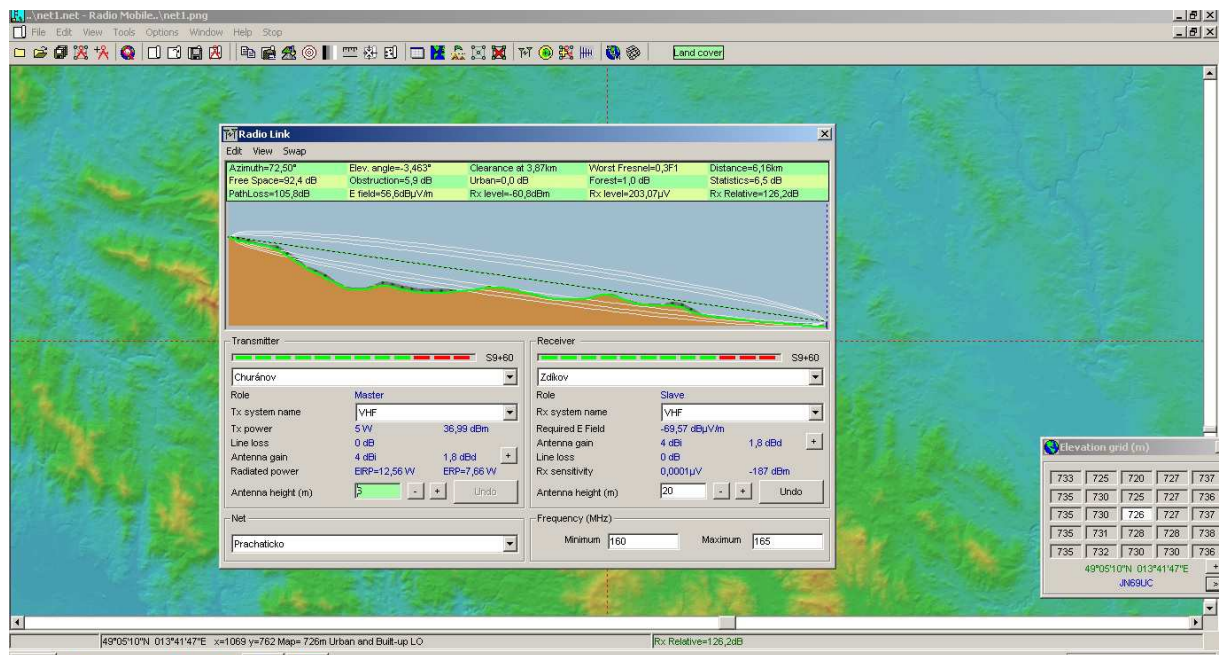 ..\net1.net - Radio Mobile..\net1.png
File Edit View Tools Options Window Help Stop
Land cover
Radio Link
Edit View Swap
Azimuth=72,50° Elev. angle=-3,463° Clearance at 3,87km Worst Fresnel=0,3F1 Distance=6,16km
Free Space=92,4 dB Obstruction=5,9 dB Urban=0,0 dB Forest=1,0 dB Statistics=6,5 dB
PathLoss=105,8dB E field=56,6dBµV/m Rx level=-60,8dBm Rx level=203,07µV Rx Relative=126,2dB
Transmitter
S9+60
Churáňov
Role Master
Tx system name VHF
Tx power 5 W 36,99 dBm
Line loss 0 dB
Antenna gain 4 dBi 1,8 dBd +
Radiated power EIRP=12,56 W ERP=7,66 W
Antenna height (m) 5 - + Undo
Net
Prachaticko
Receiver
S9+60
Zdíkov
Role Slave
Rx system name VHF
Required E Field -69,57 dBµV/m
Antenna gain 4 dBi 1,8 dBd +
Line loss 0 dB
Rx sensitivity 0,0001µV -187 dBm
Antenna height (m) 20 - + Undo
Frequency (MHz)
Minimum 160 Maximum 165
Elevation grid (m)
733 725 720 727 737
735 730 725 727 736
735 730 726 727 737
735 731 728 728 738
735 732 730 730 736
49°05'10"N 013°41'47"E +
JN69UC >
49°05'10"N 013°41'47"E x=1069 y=762 Map= 726m Urban and Built-up LO
Rx Relative=126,2dB